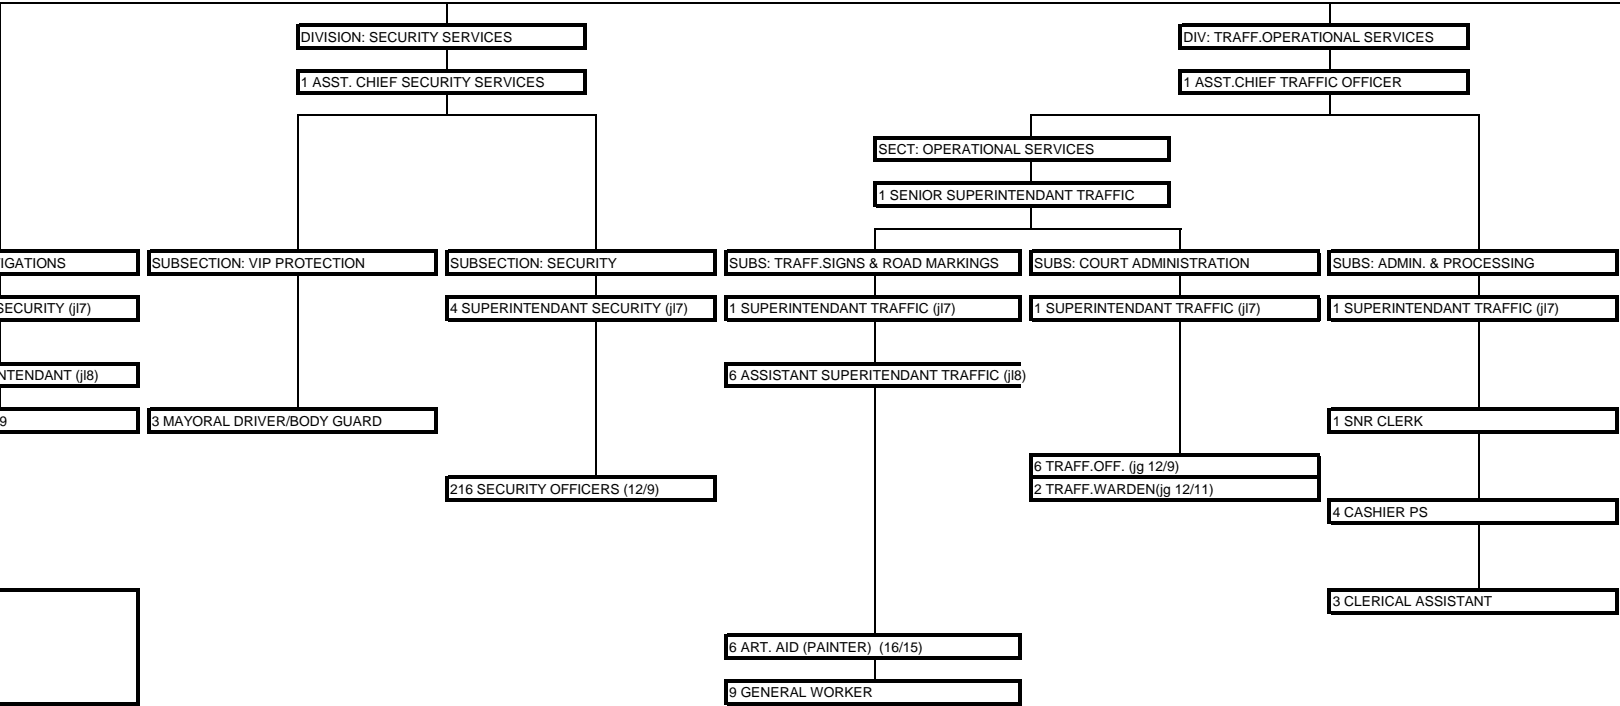 DIVISION: SECURITY SERVICES
DIV: TRAFF.OPERATIONAL SERVICES
1 ASST. CHIEF SECURITY SERVICES
1 ASST.CHIEF TRAFFIC OFFICER
SECT: OPERATIONAL SERVICES
1 SENIOR SUPERINTENDANT TRAFFIC
IGATIONS
SUBSECTION: VIP PROTECTION
SUBSECTION: SECURITY
SUBS: TRAFF.SIGNS & ROAD MARKINGS
SUBS: COURT ADMINISTRATION
SUBS: ADMIN. & PROCESSING
SECURITY (jl7)
4 SUPERINTENDANT SECURITY (jl7)
1 SUPERINTENDANT TRAFFIC (jl7)
1 SUPERINTENDANT TRAFFIC (jl7)
1 SUPERINTENDANT TRAFFIC (jl7)
NTENDANT (jl8)
6 ASSISTANT SUPERITENDANT TRAFFIC (jl8)
9
3 MAYORAL DRIVER/BODY GUARD
1 SNR CLERK
6 TRAFF.OFF. (jg 12/9)
216 SECURITY OFFICERS (12/9)
2 TRAFF.WARDEN(jg 12/11)
4 CASHIER PS
3 CLERICAL ASSISTANT
6 ART. AID (PAINTER)  (16/15)
9 GENERAL WORKER